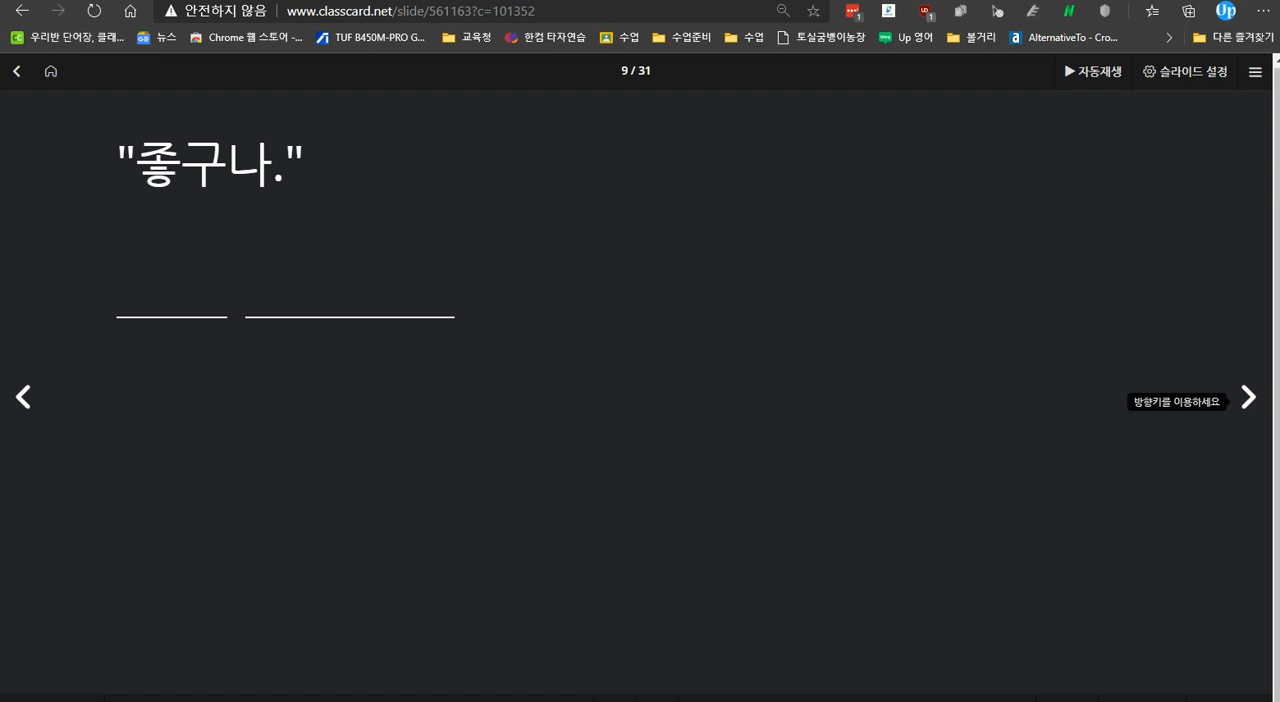 안전하지 않음 | www.classcard.net/slide/561163?c=101352
1 1 Up
우리반 단어장, 클래... 뉴스 Chrome 웹 스토어 -... TUF B450M-PRO G... 교육청 한컴 타자연습 수업 수업준비 수업 토실궁뱅이농장 Up 영어 볼거리 AlternativeTo - Cro... 다른 즐겨찾기
9 / 31 자동재생 슬라이드 설정
"좋구나."
방향키를 이용하세요